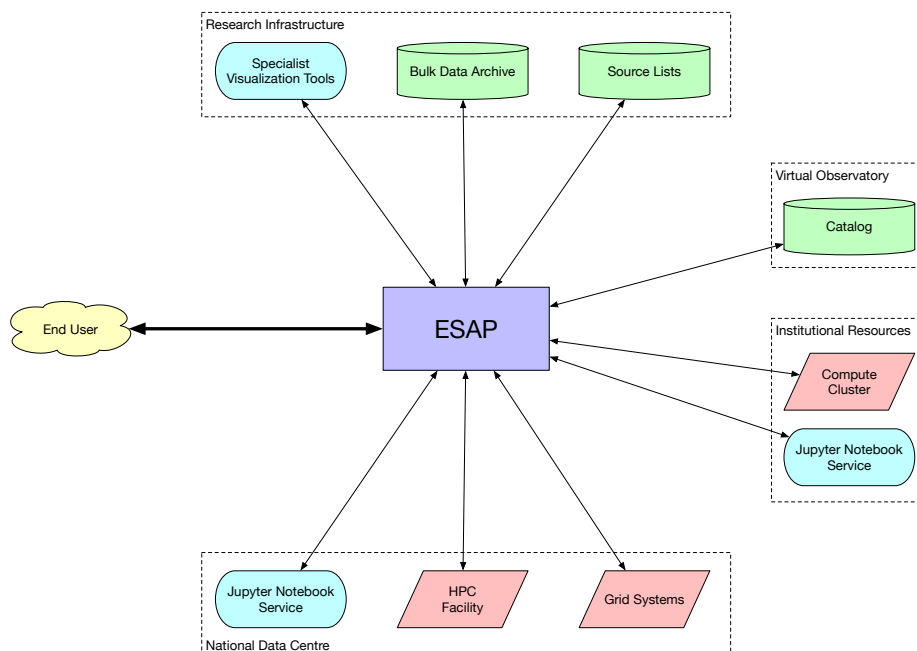 Research Infrastructure
Specialist
Visualization Tools
Bulk Data Archive
Source Lists
Virtual Observatory
Catalog
End User
ESAP
Institutional Resources
Compute
Cluster
Jupyter Notebook
Service
Jupyter Notebook
Service
HPC
Facility
Grid Systems
National Data Centre